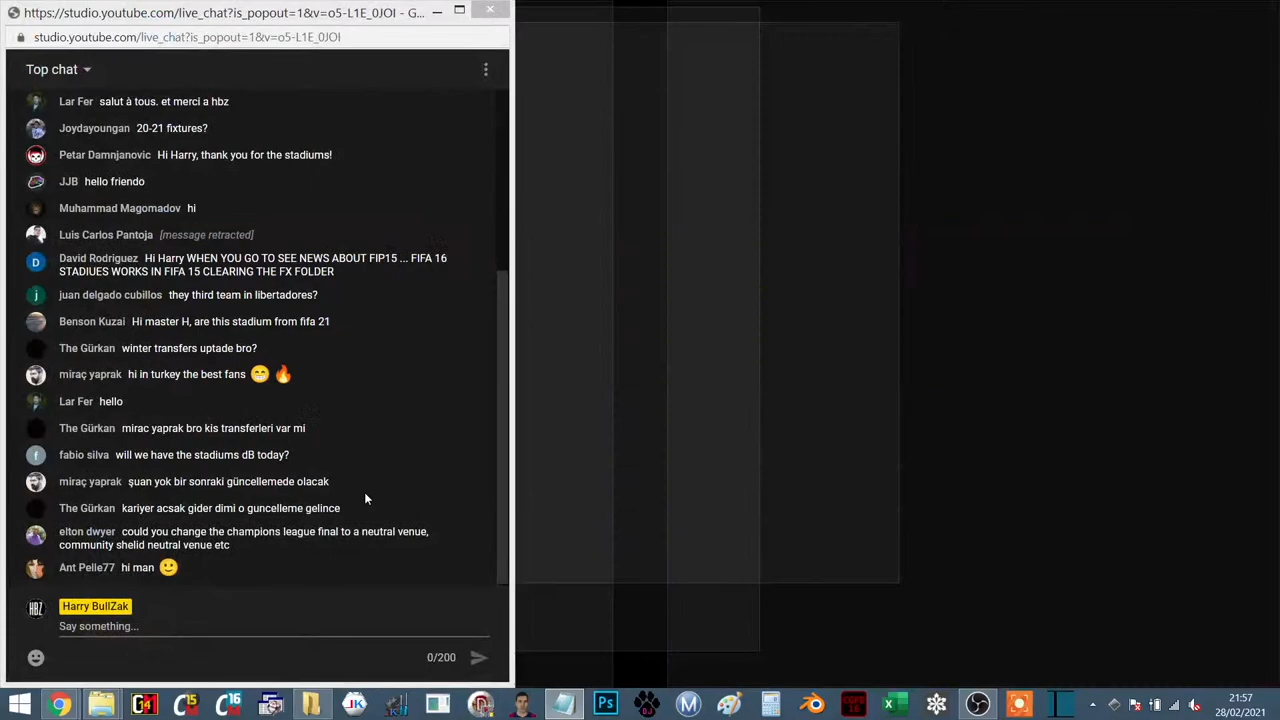 https://studio.youtube.com/live_chat?is_popout=1&v=o5-L1E_0JOI - G...
studio.youtube.com/live_chat?is_popout=1&v=o5-L1E_0JOI
Top chat
Lar Fer salut à tous. et merci a hbz
Joydayoungan 20-21 fixtures?
Petar Damnjanovic Hi Harry, thank you for the stadiums!
JJB hello friendo
Muhammad Magomadov hi
Luis Carlos Pantoja [message retracted]
David Rodriguez Hi Harry WHEN YOU GO TO SEE NEWS ABOUT FIP15 ... FIFA 16
STADIUES WORKS IN FIFA 15 CLEARING THE FX FOLDER
juan delgado cubillos they third team in libertadores?
Benson Kuzai Hi master H, are this stadium from fifa 21
The Gürkan winter transfers uptade bro?
miraç yaprak hi in turkey the best fans
Lar Fer hello
The Gürkan mirac yaprak bro kis transferleri var mi
fabio silva will we have the stadiums dB today?
miraç yaprak şuan yok bir sonraki güncellemede olacak
The Gürkan kariyer acsak gider dimi o guncelleme gelince
elton dwyer could you change the champions league final to a neutral venue,
community shelid neutral venue etc
Ant Pelle77 hi man
HBZ Harry BullZak
Say something...
0/200
14 15 16 JK Ps DJ M 16
21:57
28/02/2021